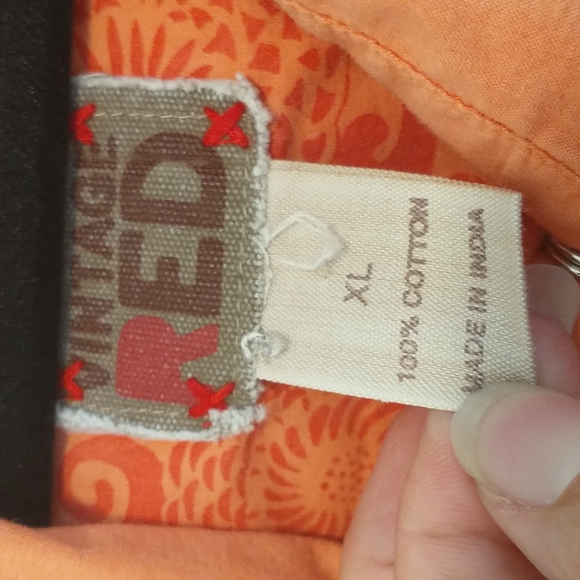 VINTAGE
RED
XL
100% COTTON
MADE IN INDIA